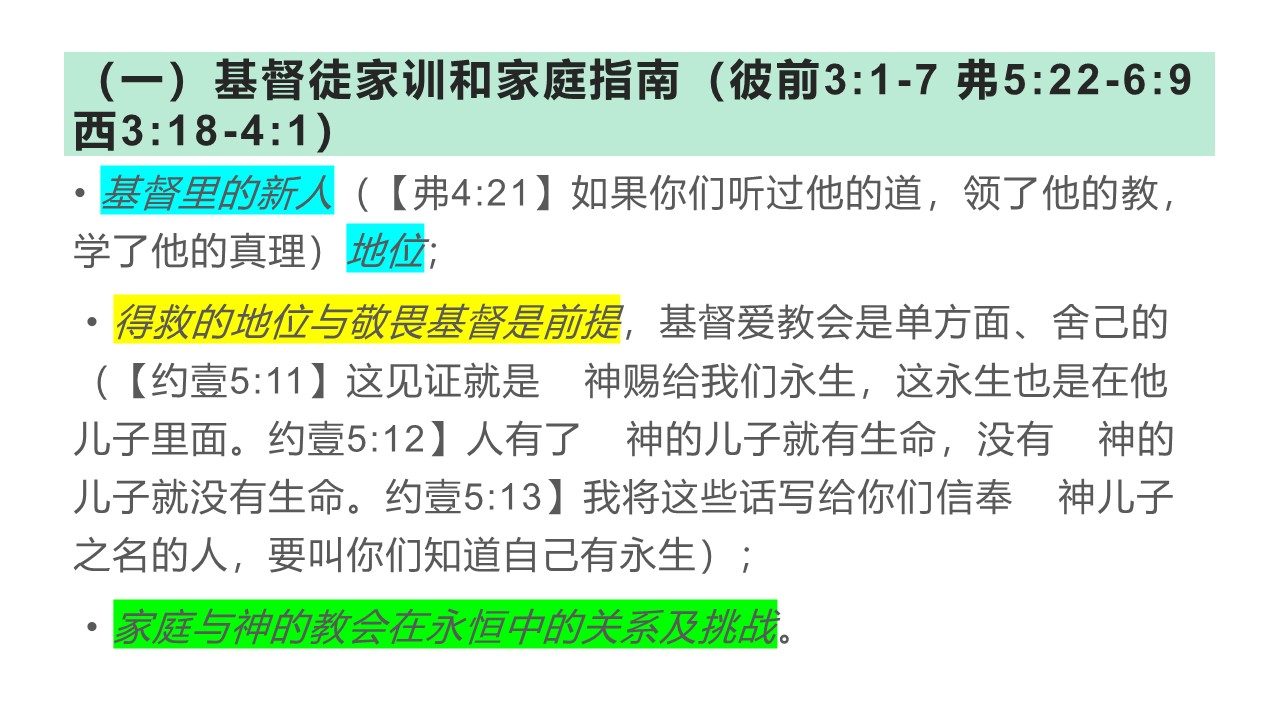 （一）基督徒家训和家庭指南（彼前3:1-7 弗5:22-6:9
西3:18-4:1）
• 基督里的新人（【弗4:21】如果你们听过他的道，领了他的教，
学了他的真理）地位；
• 得救的地位与敬畏基督是前提，基督爱教会是单方面、舍己的
（【约壹5:11】这见证就是　神赐给我们永生，这永生也是在他
儿子里面。约壹5:12】人有了　神的儿子就有生命，没有　神的
儿子就没有生命。约壹5:13】我将这些话写给你们信奉　神儿子
之名的人，要叫你们知道自己有永生）；
• 家庭与神的教会在永恒中的关系及挑战。